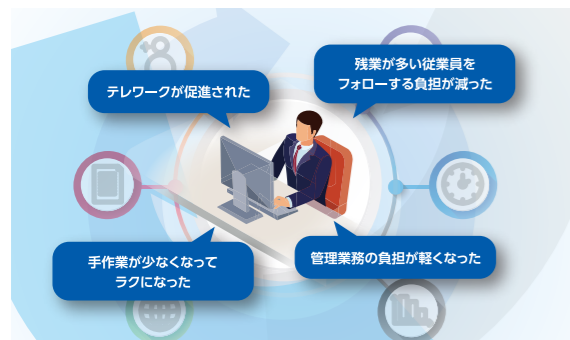 テレワークが促進された
残業が多い従業員を
フォローする負担が減った
手作業が少なくなって
ラクになった
管理業務の負担が軽くなった